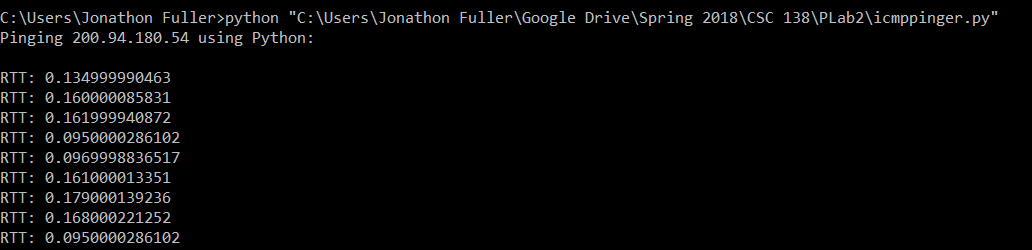 C:\Users\Jonathon Fuller>python "C:\Users\Jonathon Fuller\Google Drive\Spring 2018\CSC 138\PLab2\icmppinger.py"
Pinging 200.94.180.54 using Python:
RTT: 0.134999990463
RTT: 0.160000085831
RTT: 0.161999940872
RTT: 0.0950000286102
RTT: 0.0969998836517
RTT: 0.161000013351
RTT: 0.179000139236
RTT: 0.168000221252
RTT: 0.0950000286102